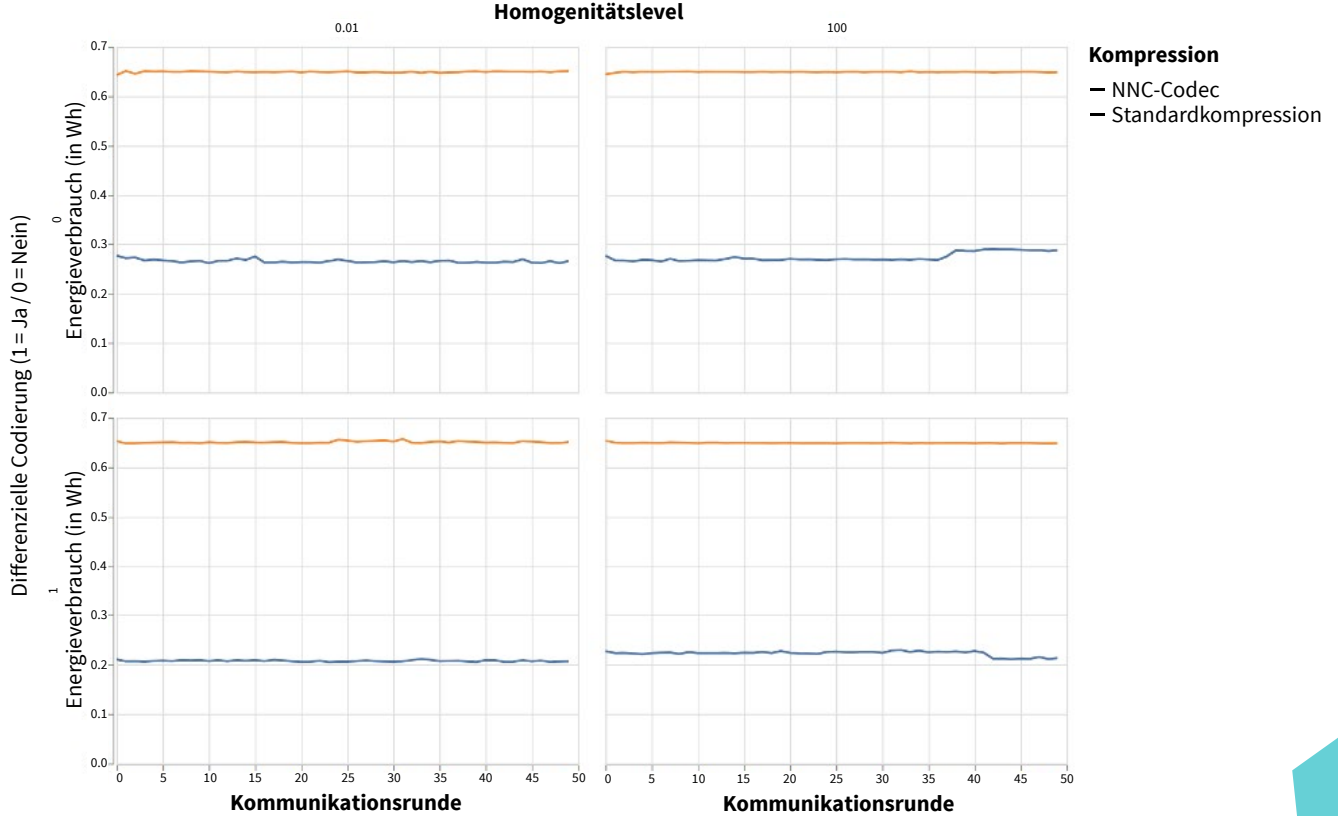 Homogenitätslevel
0.01
100
Kompression
NNC-Codec
Standardkompression
Differenzielle Codierung (1 = Ja / 0 = Nein)
0
Energieverbrauch (in Wh)
0.7
0.6
0.5
0.4
0.3
0.2
0.1
0.0
1
Energieverbrauch (in Wh)
0.7
0.6
0.5
0.4
0.3
0.2
0.1
0.0
0 5 10 15 20 25 30 35 40 45 50
0 5 10 15 20 25 30 35 40 45 50
Kommunikationsrunde
Kommunikationsrunde